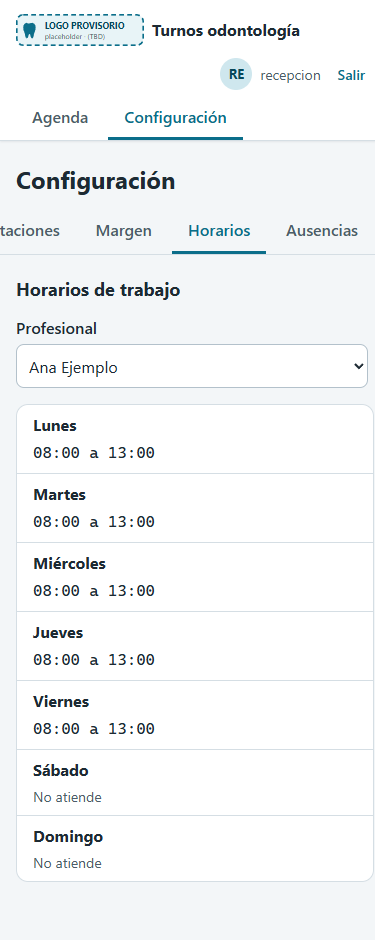 LOGO PROVISORIO
placeholder · (TBD)
Turnos odontología
RE
recepcion
Salir
Agenda
Configuración
Configuración
taciones
Margen
Horarios
Ausencias
Horarios de trabajo
Profesional
Ana Ejemplo
Lunes
08:00 a 13:00
Martes
08:00 a 13:00
Miércoles
08:00 a 13:00
Jueves
08:00 a 13:00
Viernes
08:00 a 13:00
Sábado
No atiende
Domingo
No atiende